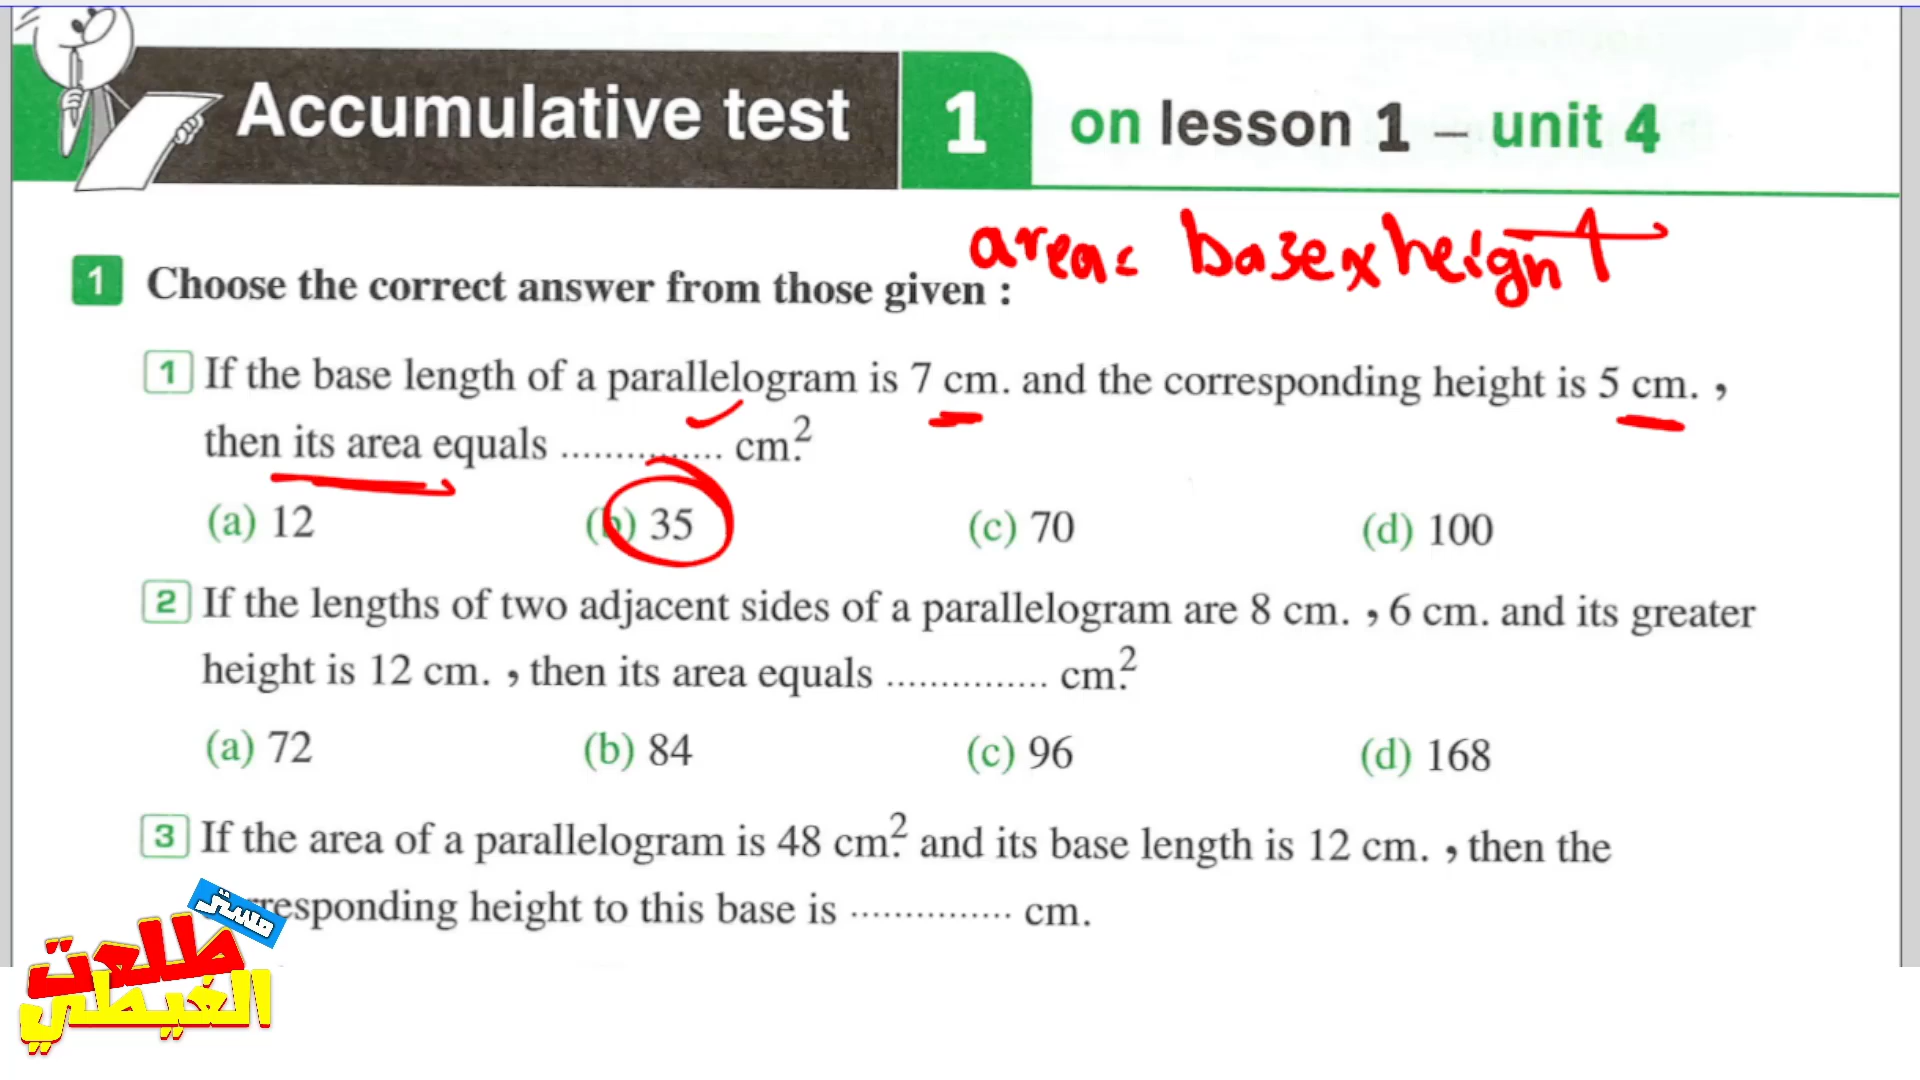 Accumulative test 1 on lesson 1 – unit 4
area = base x height
1 Choose the correct answer from those given :
1 If the base length of a parallelogram is 7 cm. and the corresponding height is 5 cm. ,
then its area equals ............... cm.²
(a) 12 (b) 35 (c) 70 (d) 100
2 If the lengths of two adjacent sides of a parallelogram are 8 cm. , 6 cm. and its greater
height is 12 cm. , then its area equals ............... cm.²
(a) 72 (b) 84 (c) 96 (d) 168
3 If the area of a parallelogram is 48 cm.² and its base length is 12 cm. , then the
responding height to this base is ............... cm.
مستر
طلعت
الغيطي